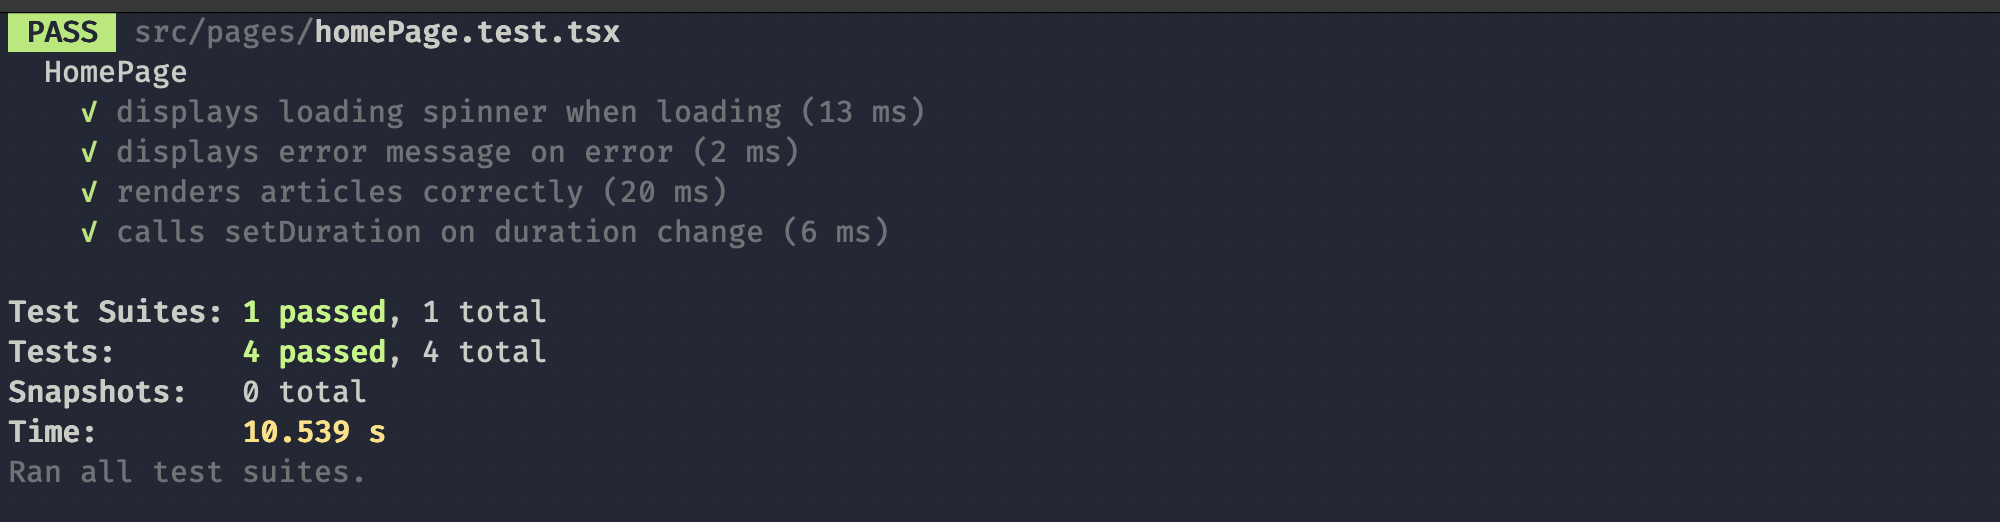 PASS src/pages/homePage.test.tsx
HomePage
√ displays loading spinner when loading (13 ms)
√ displays error message on error (2 ms)
√ renders articles correctly (20 ms)
√ calls setDuration on duration change (6 ms)
Test Suites: 1 passed, 1 total
Tests: 4 passed, 4 total
Snapshots: 0 total
Time: 10.539 s
Ran all test suites.